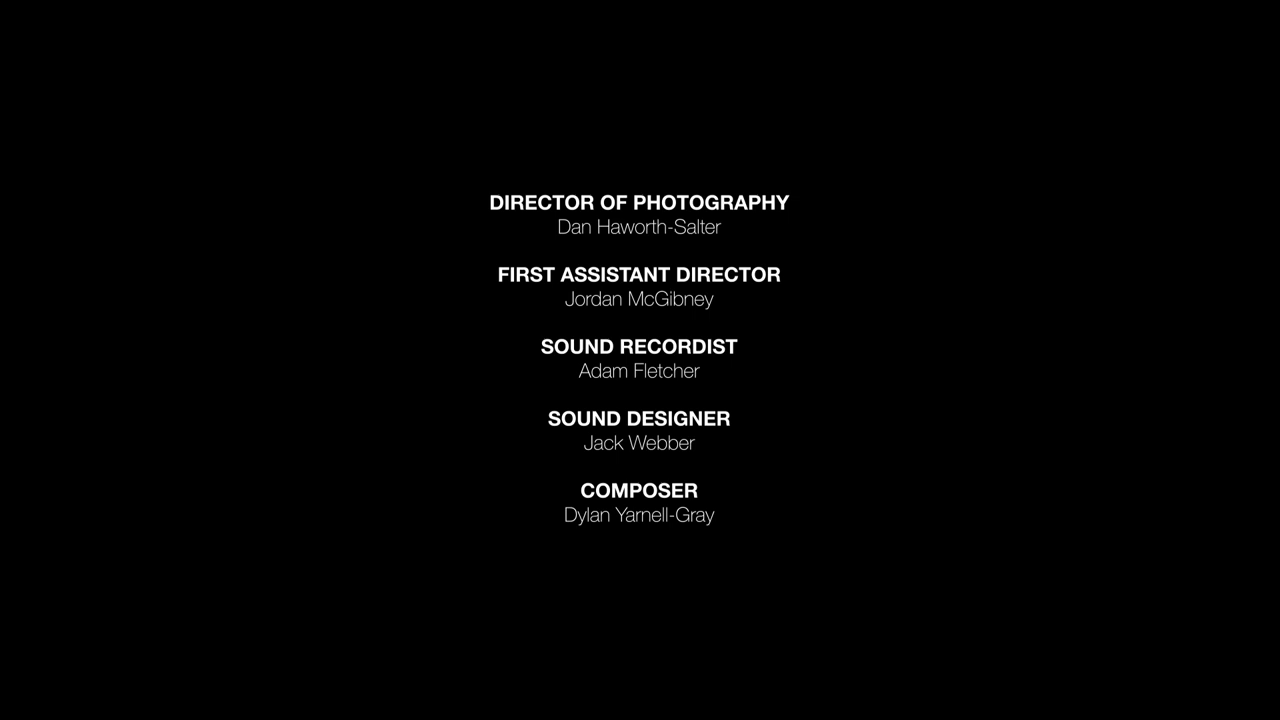 DIRECTOR OF PHOTOGRAPHY
Dan Haworth-Salter
FIRST ASSISTANT DIRECTOR
Jordan McGibney
SOUND RECORDIST
Adam Fletcher
SOUND DESIGNER
Jack Webber
COMPOSER
Dylan Yarnell-Gray